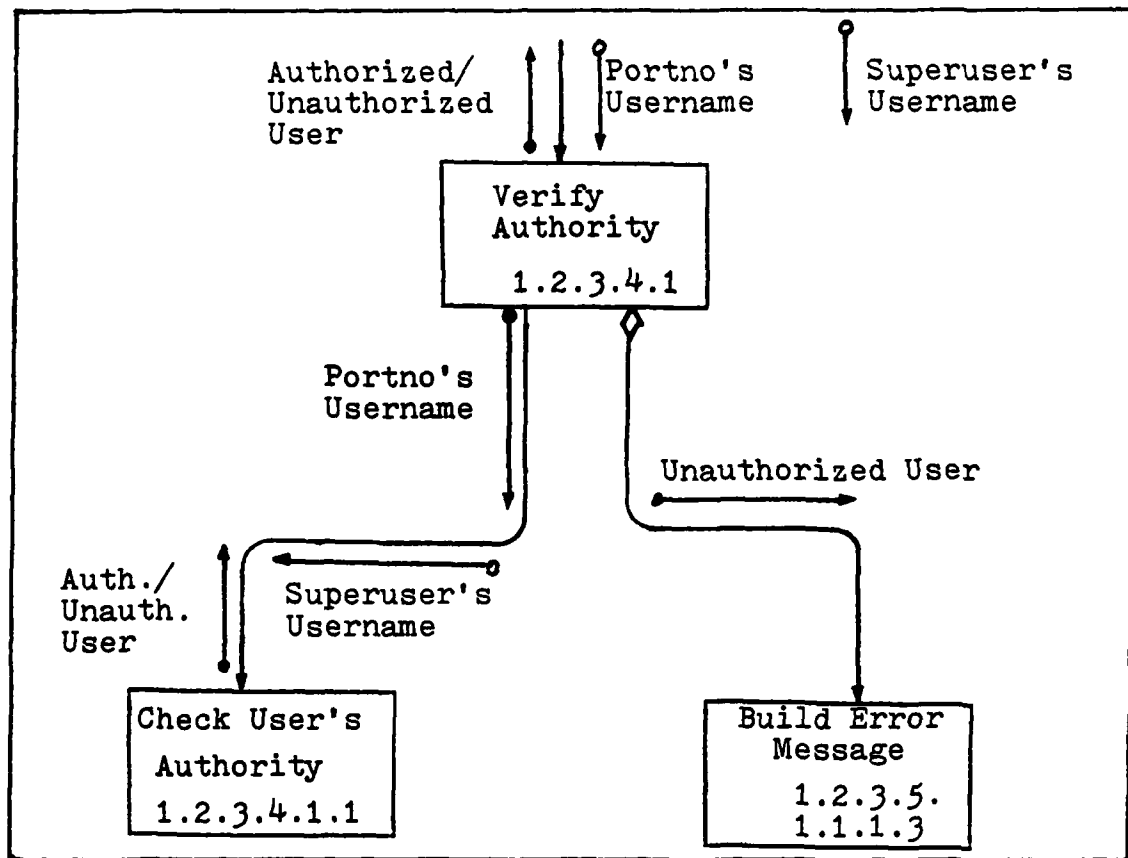 Authorized/
Unauthorized
User
Portno's
Username
Superuser's
Username
Verify
Authority
1.2.3.4.1
Portno's
Username
Unauthorized User
Auth./
Unauth.
User
Superuser's
Username
Check User's
Authority
1.2.3.4.1.1
Build Error
Message
1.2.3.5.
1.1.1.3